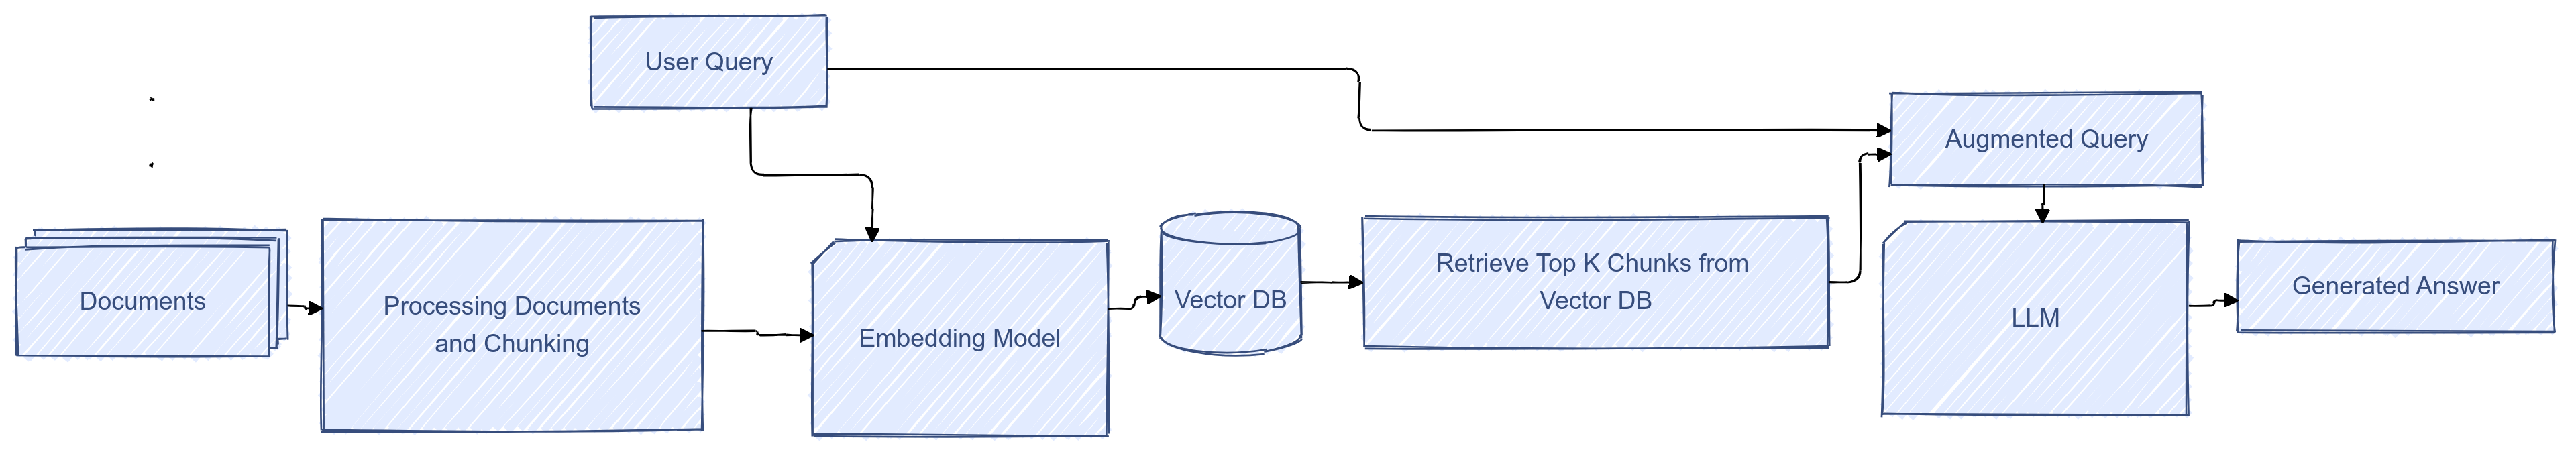 User Query
Augmented Query
Documents
Processing Documents
and Chunking
Embedding Model
Vector DB
Retrieve Top K Chunks from
Vector DB
LLM
Generated Answer